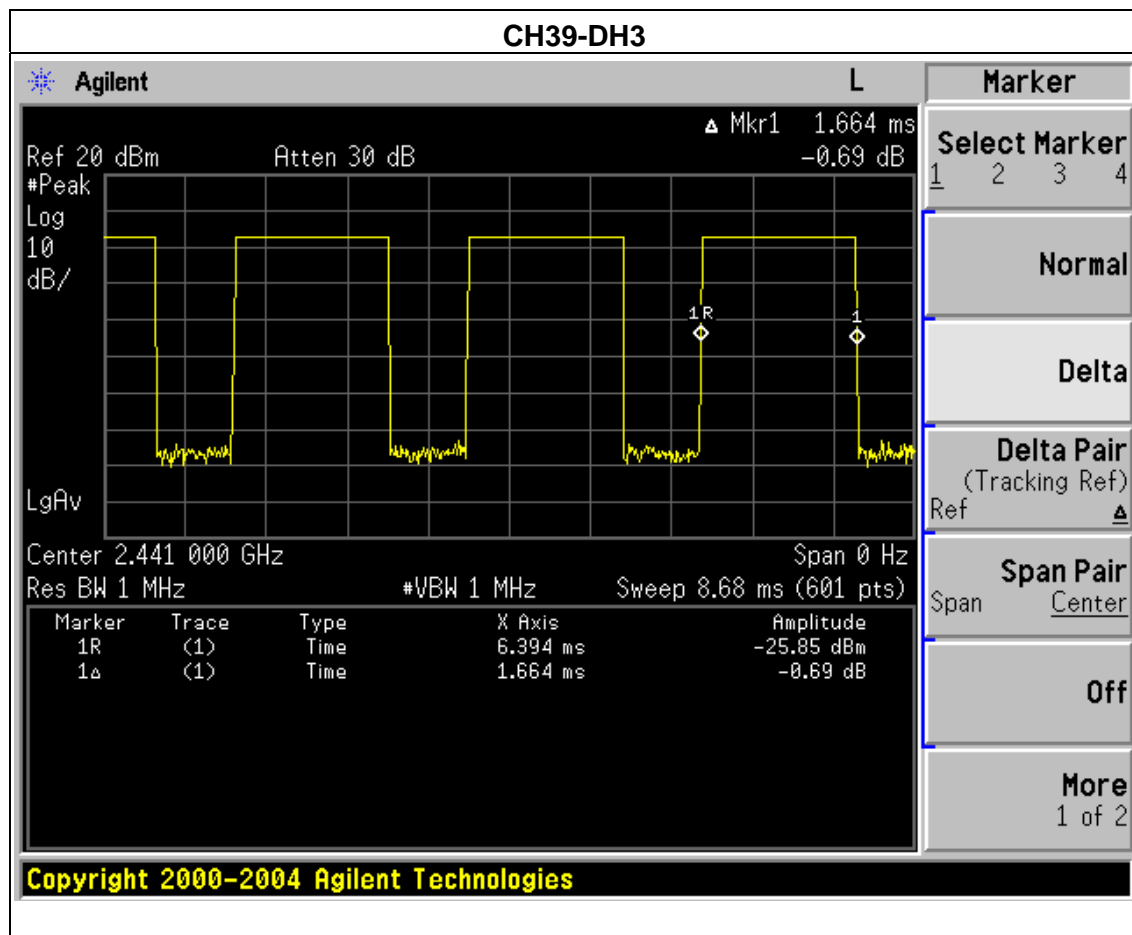 CH39-DH3
Agilent L Marker
Δ Mkr1 1.664 ms
Ref 20 dBm Atten 30 dB -0.69 dB
#Peak
Log
10
dB/
1R
1
LgAv
Center 2.441 000 GHz Span 0 Hz
Res BW 1 MHz #VBW 1 MHz Sweep 8.68 ms (601 pts)
Marker Trace Type X Axis Amplitude
1R (1) Time 6.394 ms -25.85 dBm
1Δ (1) Time 1.664 ms -0.69 dB
Select Marker
1 2 3 4
Normal
Delta
Delta Pair
(Tracking Ref)
Ref Δ
Span Pair
Span Center
Off
More
1 of 2
Copyright 2000-2004 Agilent Technologies